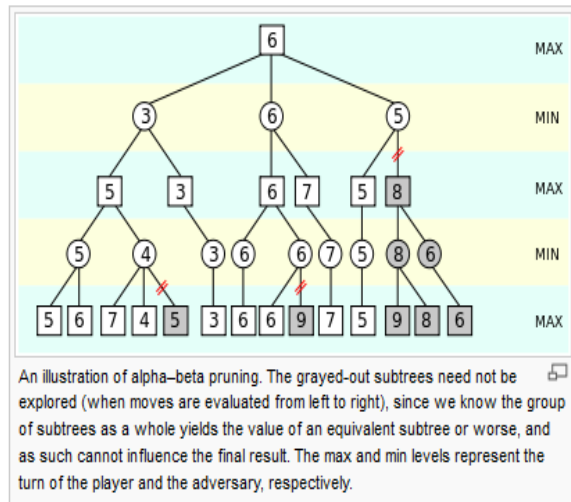 6 MAX
3 6 5 MIN
5 3 6 7 5 8 MAX
5 4 3 6 6 7 5 8 6 MIN
5 6 7 4 5 3 6 6 9 7 5 9 8 6 MAX
An illustration of alpha–beta pruning. The grayed-out subtrees need not be
explored (when moves are evaluated from left to right), since we know the group
of subtrees as a whole yields the value of an equivalent subtree or worse, and
as such cannot influence the final result. The max and min levels represent the
turn of the player and the adversary, respectively.